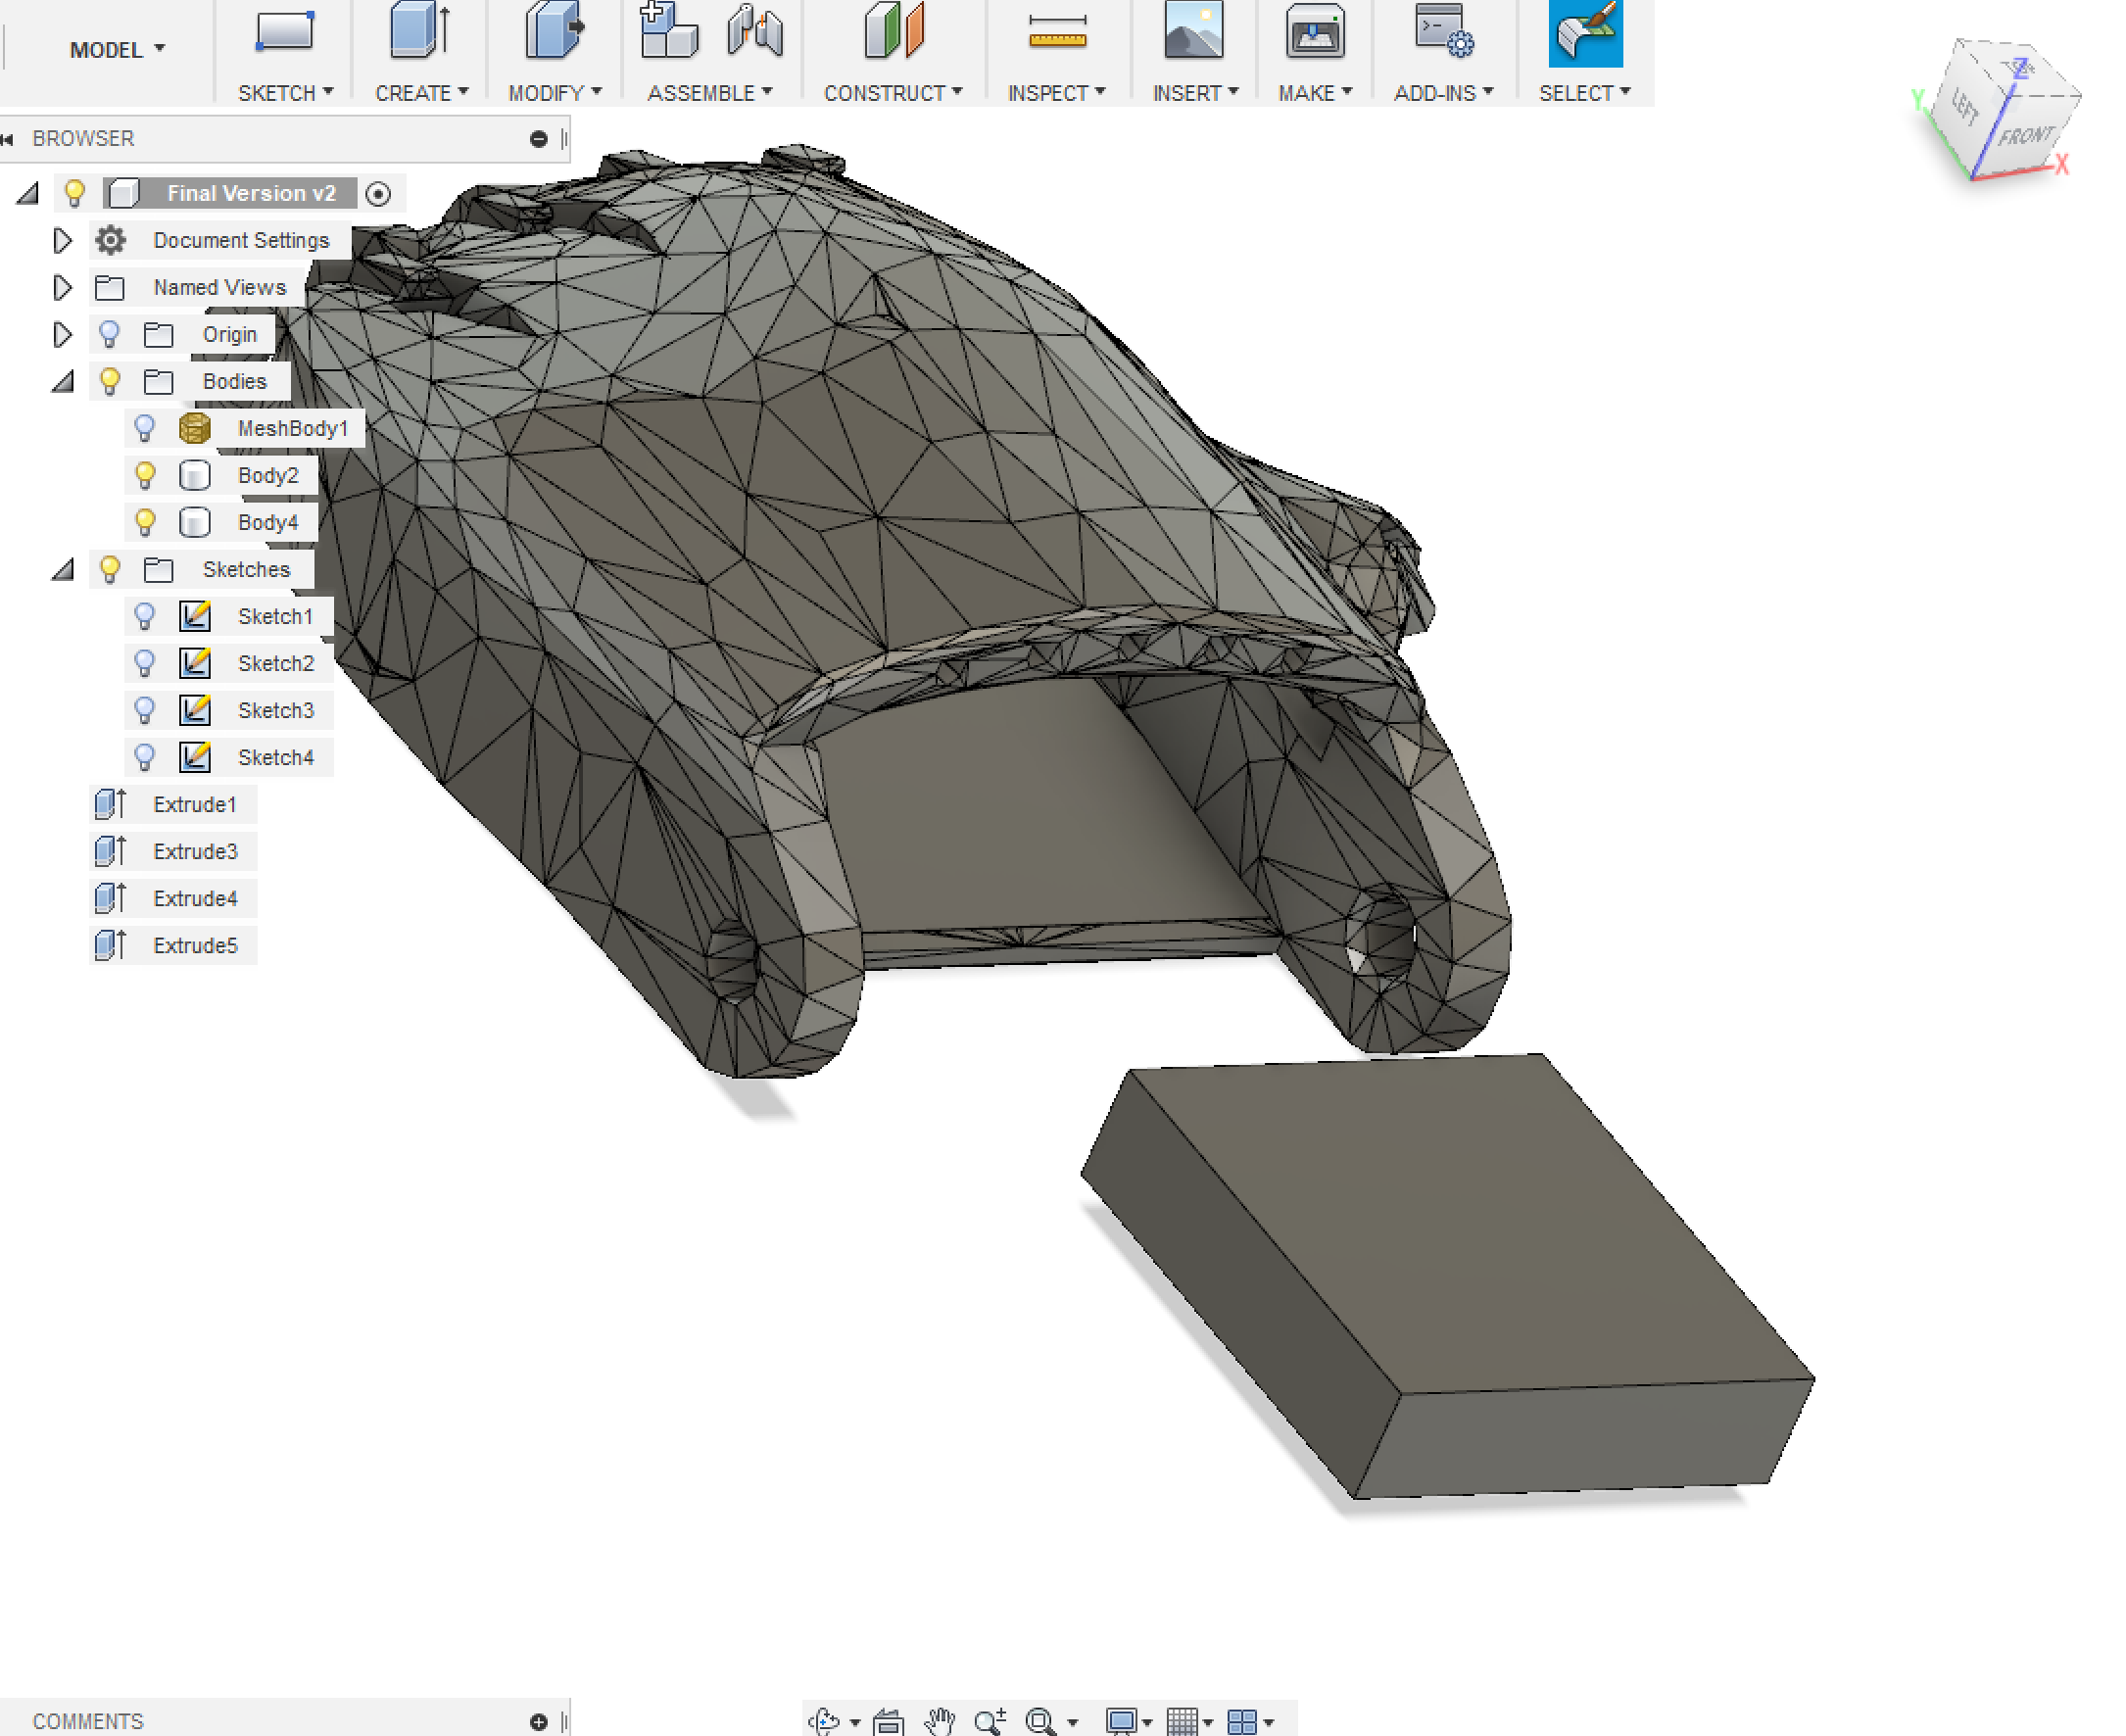 MODEL
SKETCH CREATE MODIFY ASSEMBLE CONSTRUCT INSPECT INSERT MAKE ADD-INS SELECT
Z
Y
LEFT
FRONT
X
BROWSER
Final Version v2
Document Settings
Named Views
Origin
Bodies
MeshBody1
Body2
Body4
Sketches
Sketch1
Sketch2
Sketch3
Sketch4
Extrude1
Extrude3
Extrude4
Extrude5
COMMENTS